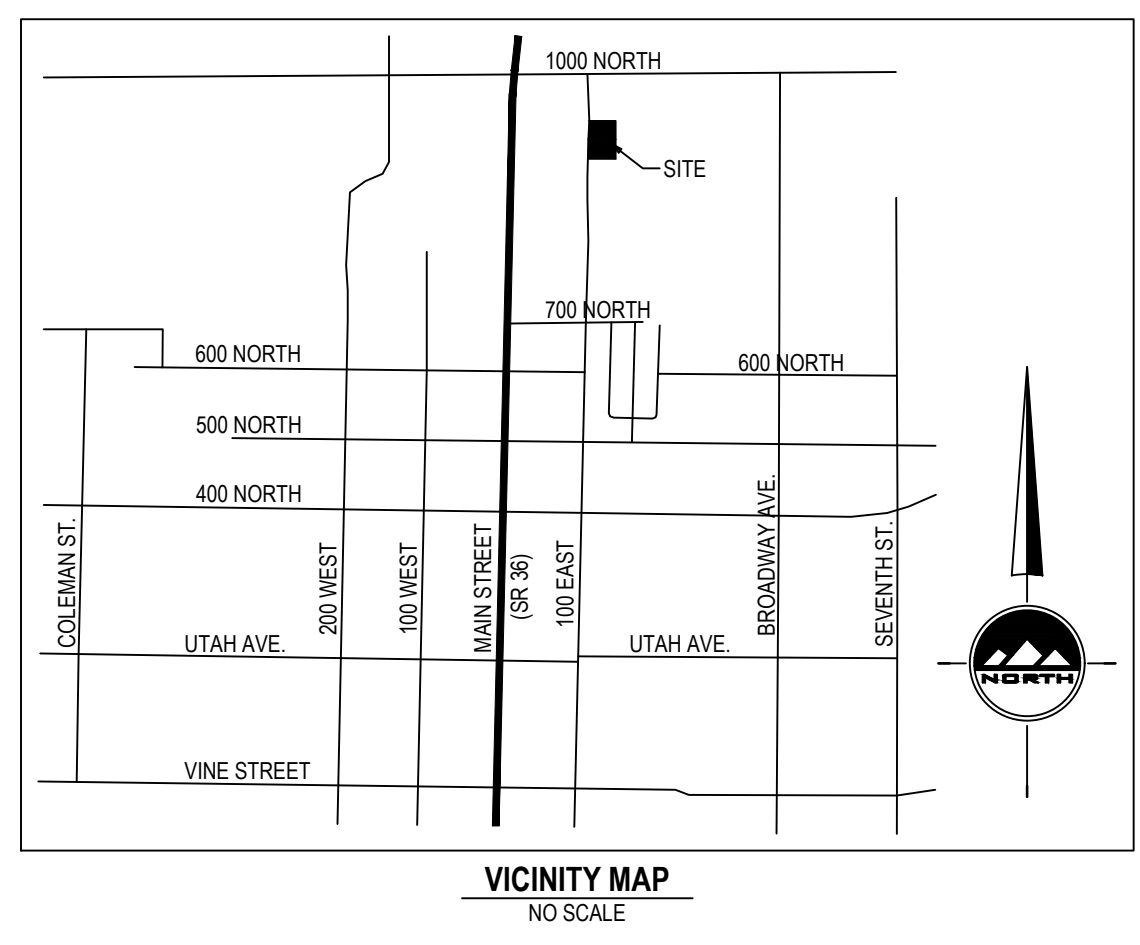 1000 NORTH
SITE
700 NORTH
600 NORTH
600 NORTH
500 NORTH
400 NORTH
COLEMAN ST.
200 WEST
100 WEST
MAIN STREET
(SR 36)
100 EAST
BROADWAY AVE.
SEVENTH ST.
UTAH AVE.
UTAH AVE.
NORTH
VINE STREET
VICINITY MAP
NO SCALE